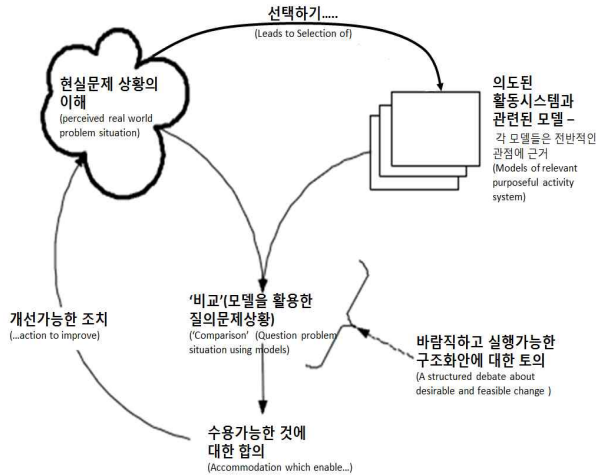 선택하기.....
(Leads to Selection of)
현실문제 상황의
이해
(perceived real world
problem situation)
의도된
활동시스템과
관련된 모델 –
각 모델들은 전반적인
관점에 근거
(Models of relevant
purposeful activity
system)
‘비교’(모델을 활용한
질의문제상황)
(‘Comparison’ (Question problem
situation using models)
개선가능한 조치
(...action to improve)
바람직하고 실행가능한
구조화안에 대한 토의
(A structured debate about
desirable and feasible change )
수용가능한 것에
대한 합의
(Accommodation which enable...)